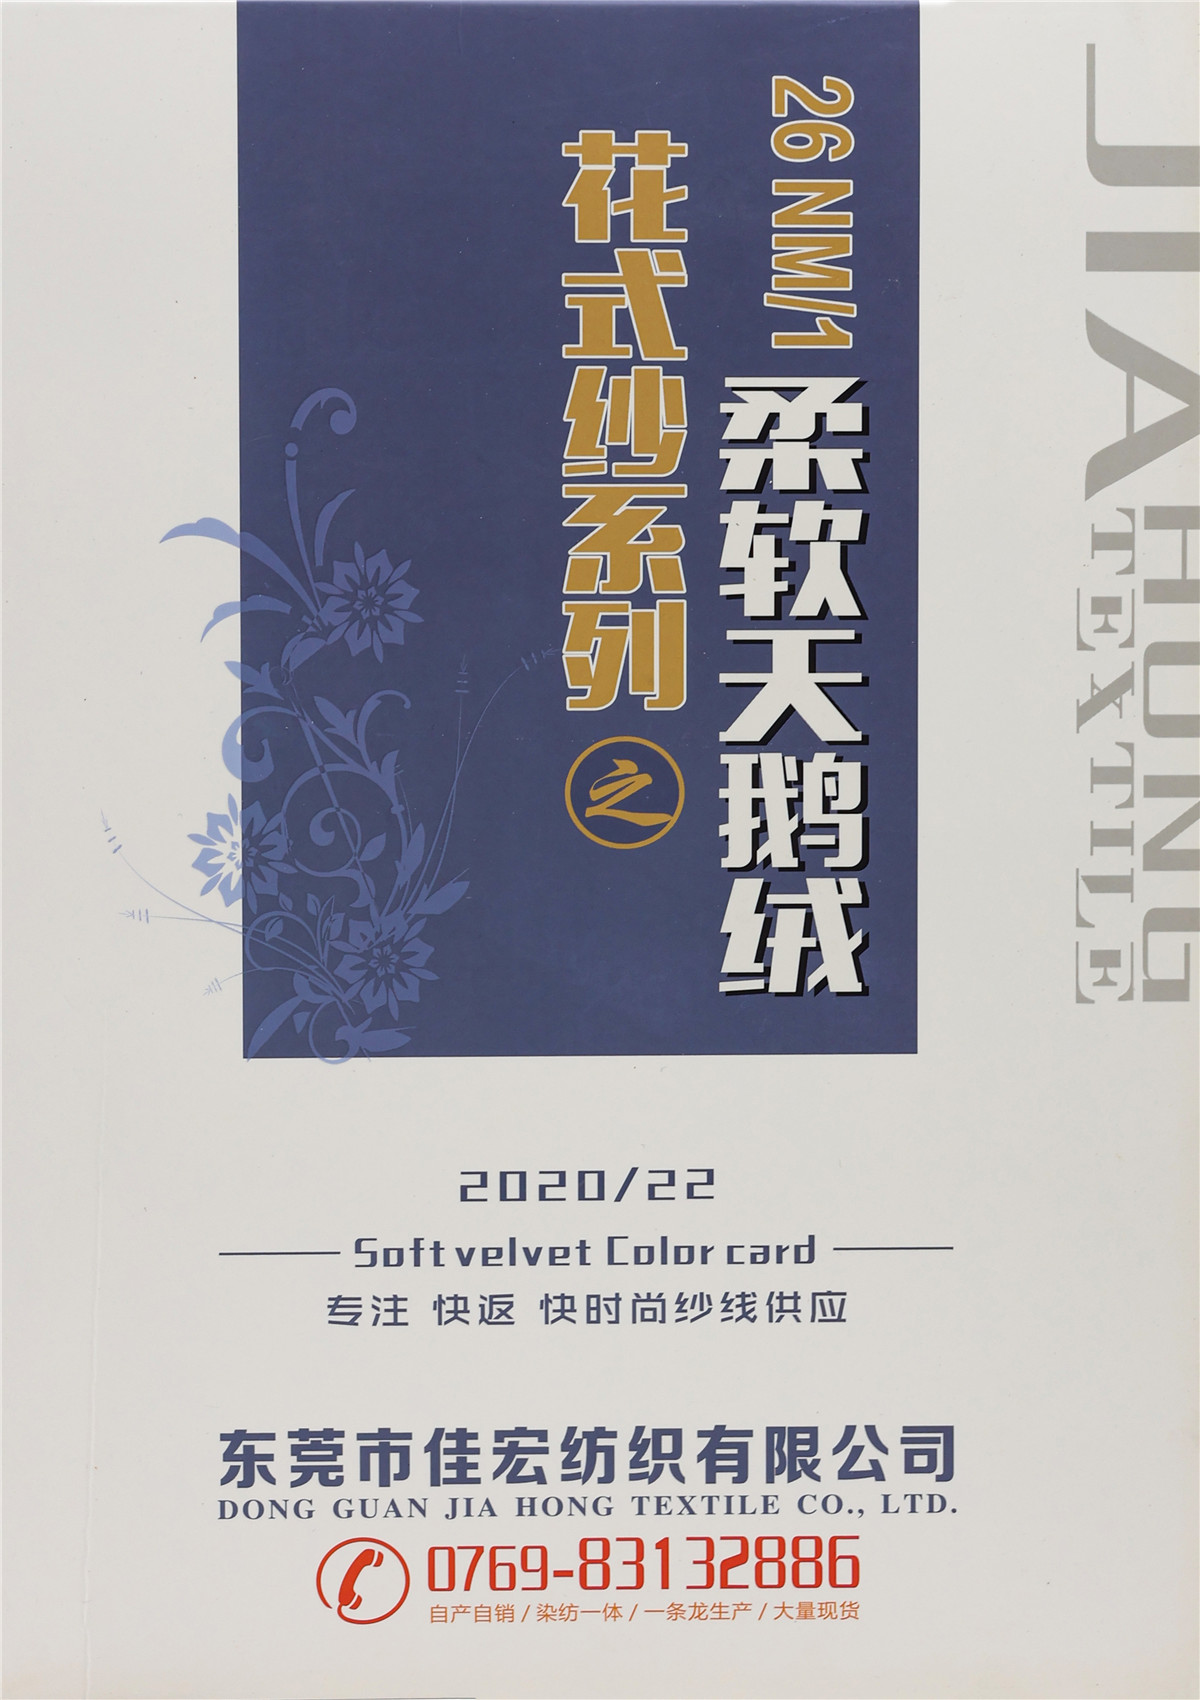 26 NM/1 柔软天鹅绒
花式纱系列 之
JIA HONG
TEXTILE
2020/22
Soft velvet Color card
专注 快返 快时尚纱线供应
东莞市佳宏纺织有限公司
DONG GUAN JIA HONG TEXTILE CO., LTD.
0769-83132886
自产自销 / 染纺一体 / 一条龙生产 / 大量现货